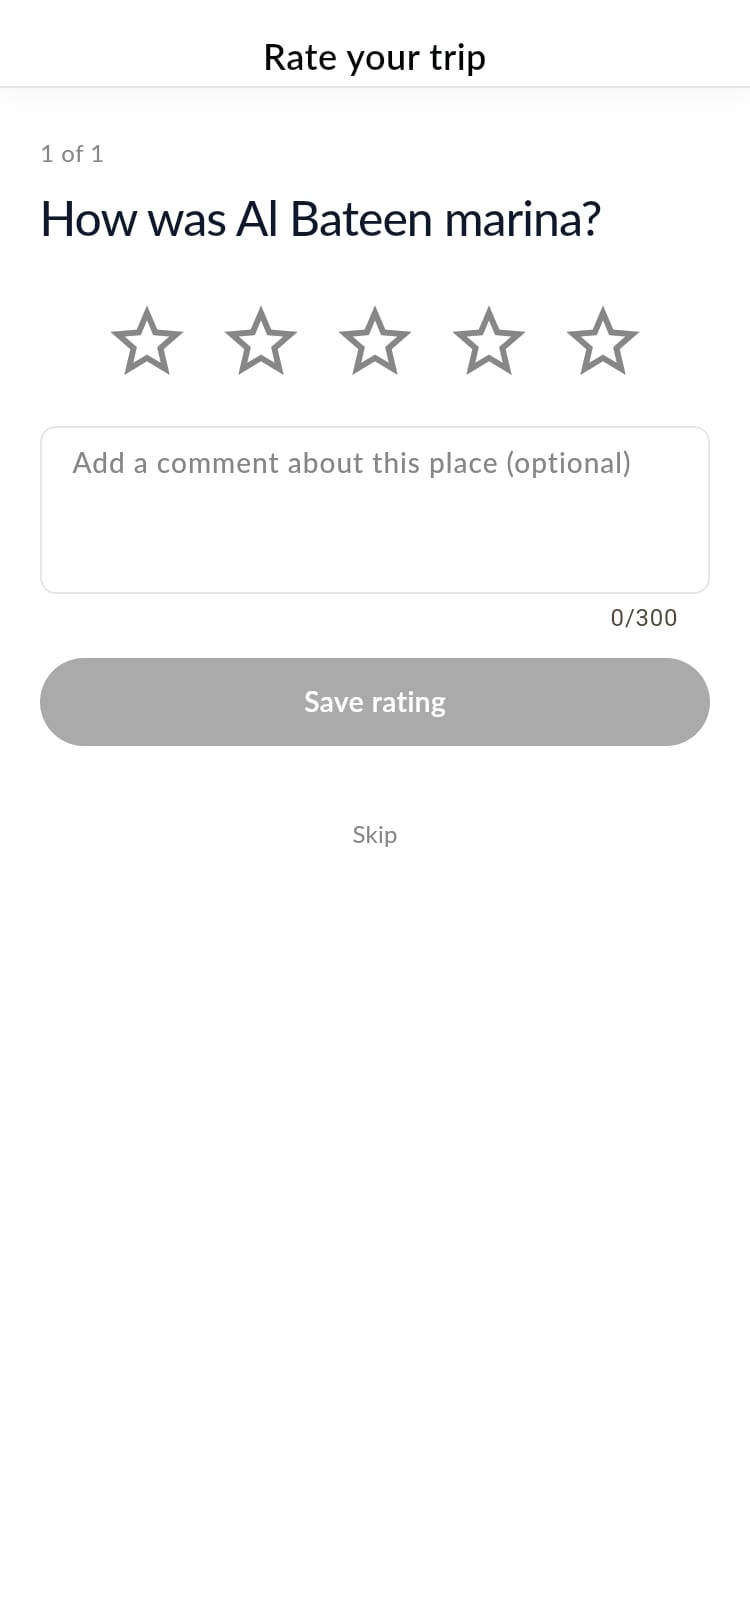 Rate your trip
1 of 1
How was Al Bateen marina?
Add a comment about this place (optional)
0/300
Save rating
Skip